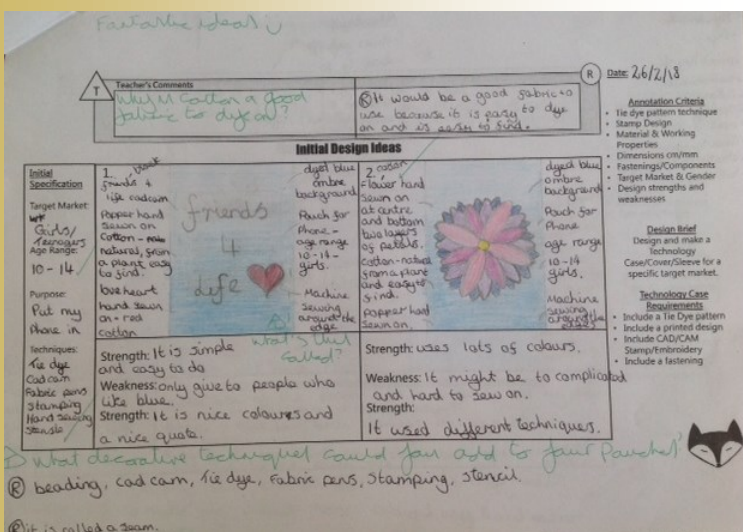 Fantastic ideas
T
Teacher's Comments
Why is cotton a good
fabric to dye on?
R It would be a good fabric to
use because it is easy to dye
on and is easy to find.
R
Date: 26/2/18
Initial Design Ideas
Annotation Criteria
• Tie dye pattern technique
• Stamp Design
• Material & Working
Properties
• Dimensions cm/mm
• Fastenings/Components
• Target Market & Gender
• Design strengths and
weaknesses
Design Brief
Design and make a
Technology
Case/Cover/Sleeve for a
specific target market.
Technology Case
Requirements
• Include a Tie Dye pattern
• Include a printed design
• Include CAD/CAM
Stamp/Embroidery
• Include a fastening
Initial
Specification
Target Market:
Girls/
Teenagers
Age Range:
10-14
Purpose:
Put my
Phone in
Techniques:
Tie dye
Cad cam
Fabric pens
Stamping
Hand sewing
Stensle
1.
friends 4
life cadcam
Popper hand
sewn on
Cotton -
natural, from
a plant easy
to find.
love heart
hand sewn
on - red
cotton
friends
4
life
dyed blue
ombre
background
Pouch for
Phone -
age range
10-14 -
girls.
Machine
sewing
around the
edge
What's this
called?
2.
Flower hand
sewn on
at centre
and bottom
two layers
of petals.
Cotton - natural
from a plant
and easy to
find.
popper hand
sewn on.
dyed blue
ombre
background
Pouch for
Phone
age range
10-14
girls.
Machine
sewing
around the
edges
Strength: It is simple
and easy to do
Weakness: only give to people who
like blue.
Strength: It is nice colours and
a nice quote.
Strength: uses lots of colours.
Weakness: It might be to complicated
and hard to sew on.
Strength:
It used different techniques.
What decorative techniques could you add to your Pouches?
R beading, cad cam, Tie dye, Fabric pens, Stamping, stencil
R it is called a seam.